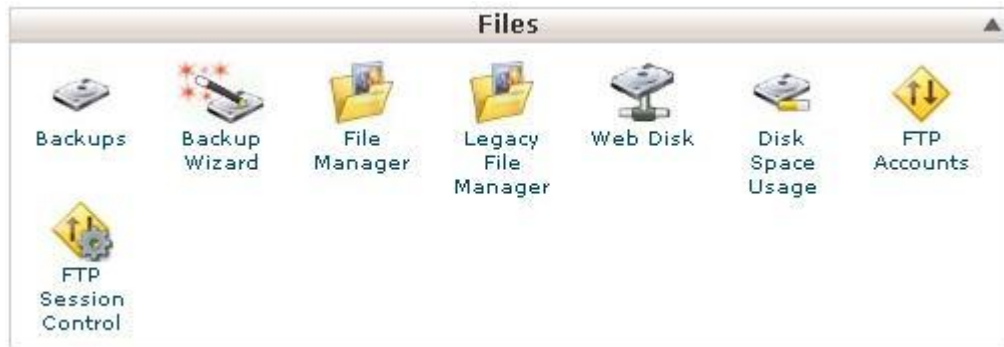 Files
Backups
Backup
Wizard
File
Manager
Legacy
File
Manager
Web Disk
Disk
Space
Usage
FTP
Accounts
FTP
Session
Control